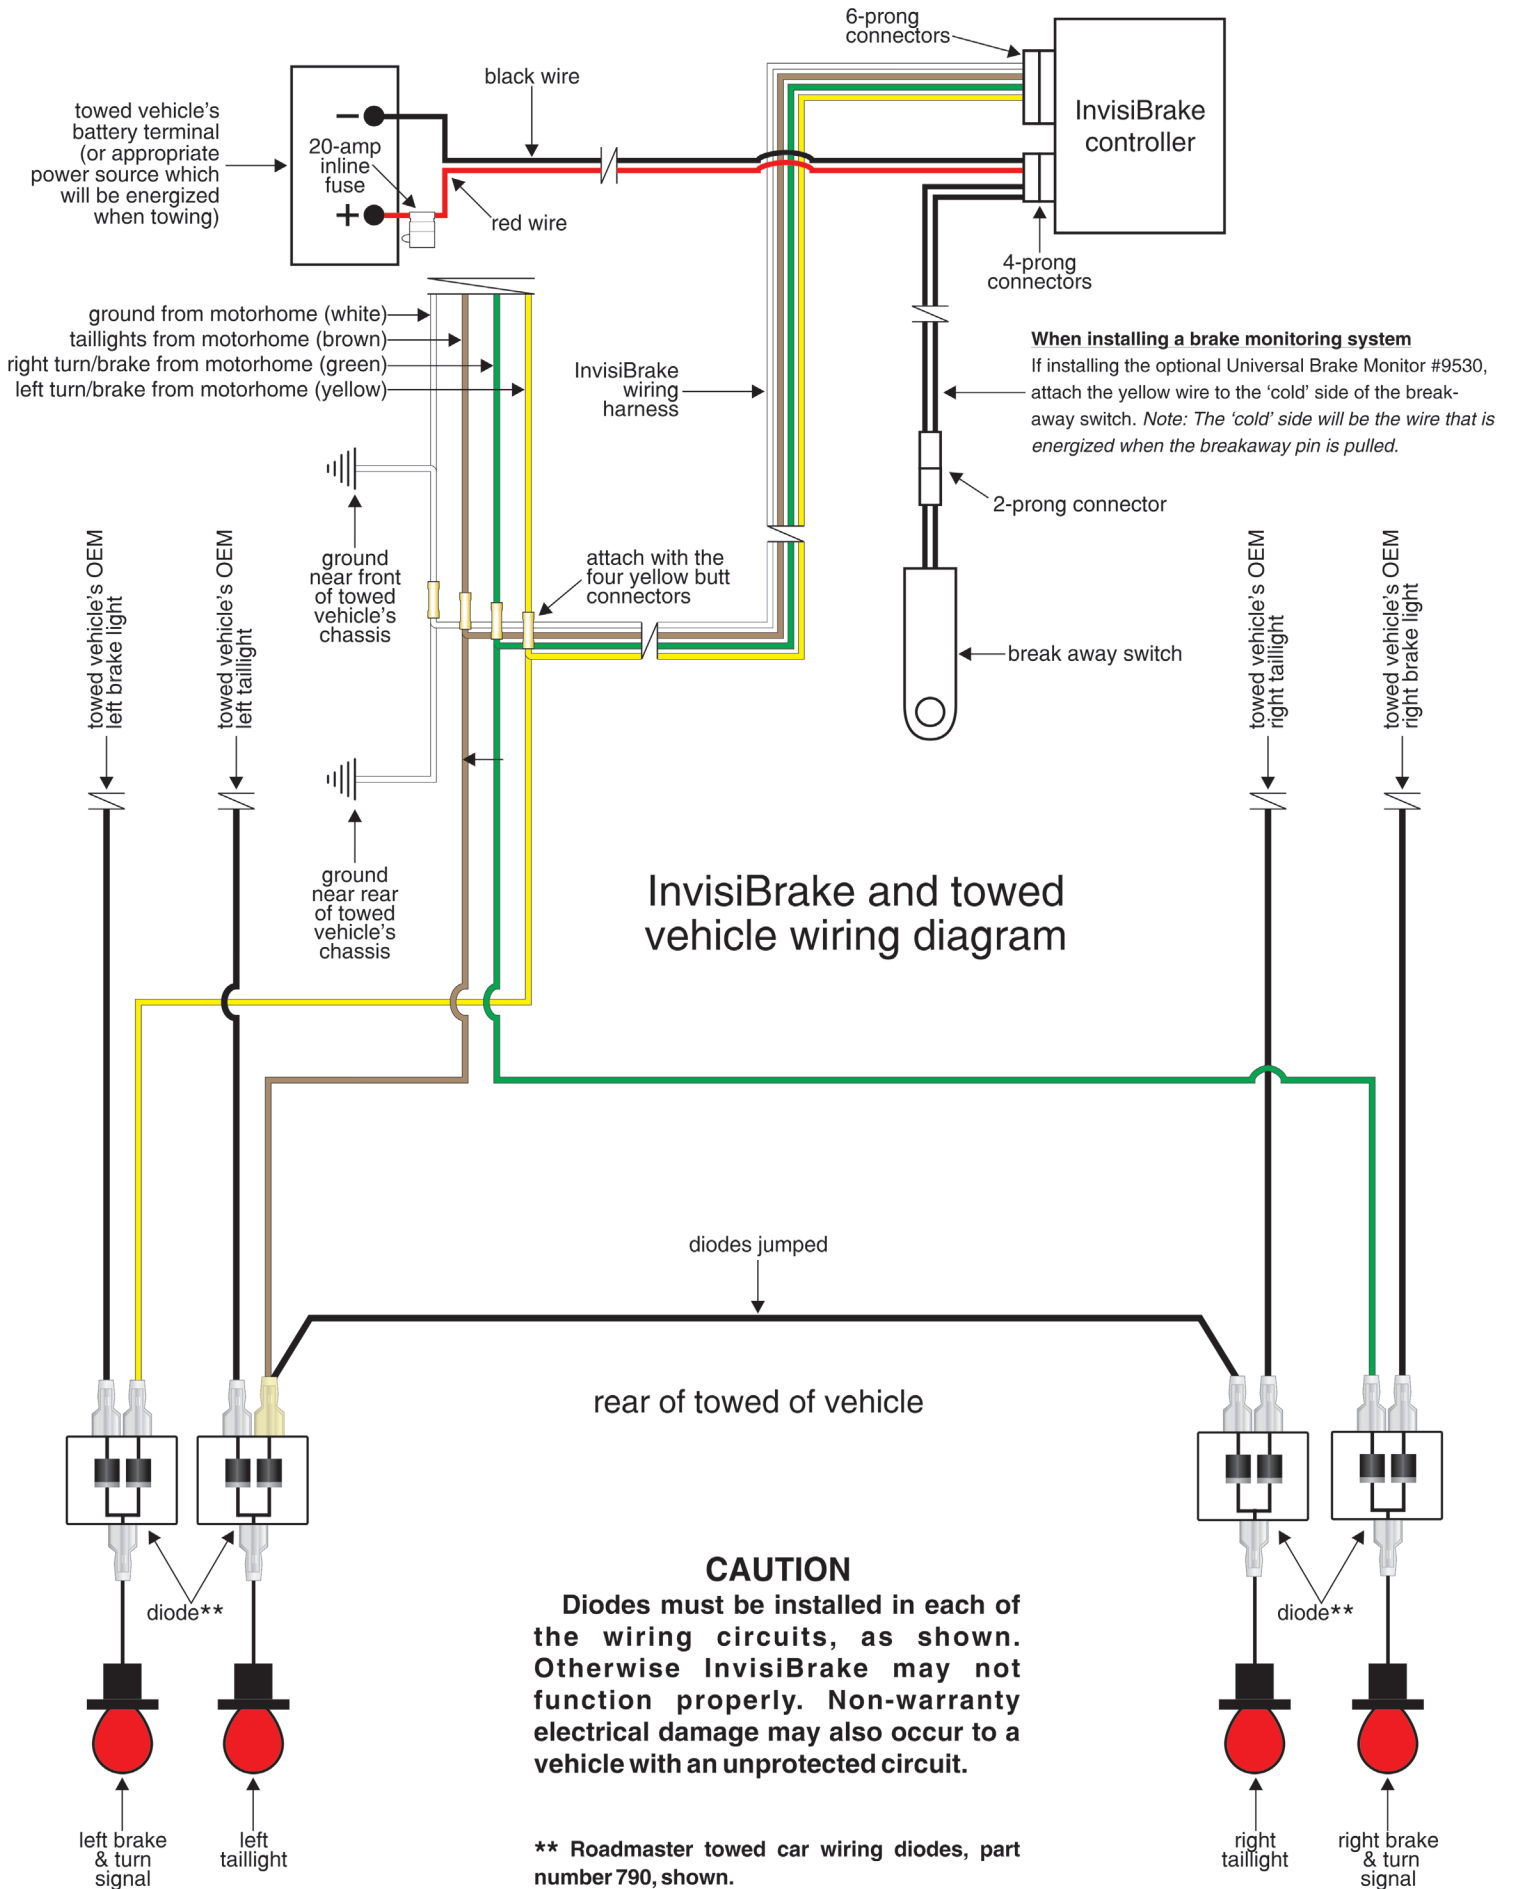 6-prong
connectors
InvisiBrake
controller
black wire
towed vehicle's
battery terminal
(or appropriate
power source which
will be energized
when towing)
20-amp
inline
fuse
red wire
4-prong
connectors
ground from motorhome (white)
taillights from motorhome (brown)
right turn/brake from motorhome (green)
left turn/brake from motorhome (yellow)
InvisiBrake
wiring
harness
When installing a brake monitoring system
If installing the optional Universal Brake Monitor #9530,
attach the yellow wire to the ‘cold’ side of the break-
away switch. Note: The ‘cold’ side will be the wire that is
energized when the breakaway pin is pulled.
2-prong connector
ground
near front
of towed
vehicle's
chassis
attach with the
four yellow butt
connectors
break away switch
towed vehicle's OEM
left brake light
towed vehicle's OEM
left taillight
towed vehicle's OEM
right taillight
towed vehicle's OEM
right brake light
ground
near rear
of towed
vehicle's
chassis
InvisiBrake and towed
vehicle wiring diagram
diodes jumped
rear of towed of vehicle
diode**
diode**
CAUTION
Diodes must be installed in each of
the wiring circuits, as shown.
Otherwise InvisiBrake may not
function properly. Non-warranty
electrical damage may also occur to a
vehicle with an unprotected circuit.
left brake
& turn
signal
left
taillight
right
taillight
right brake
& turn
signal
** Roadmaster towed car wiring diodes, part
number 790, shown.